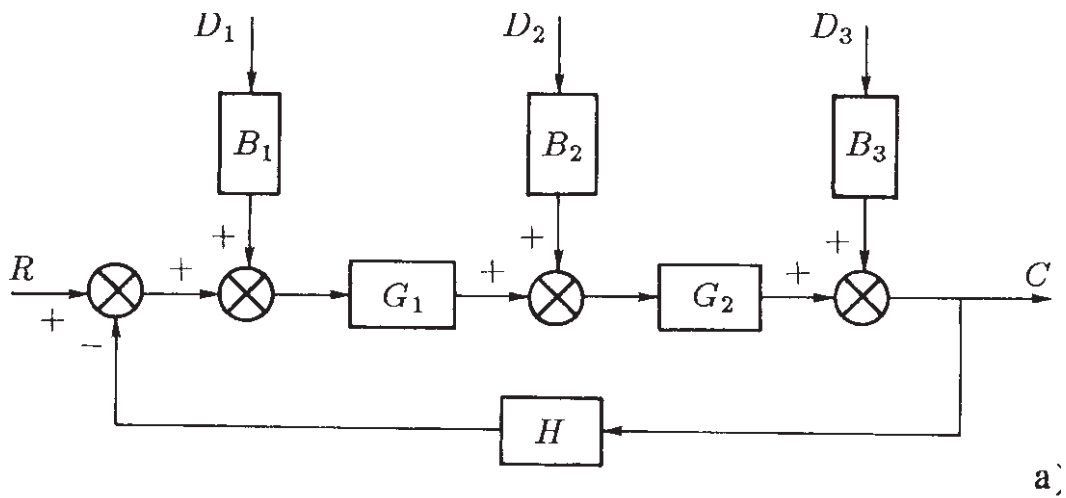 D₁ D₂ D₃
B₁ B₂ B₃
+ + +
R + + + C
G₁ G₂
+
−
H
a)